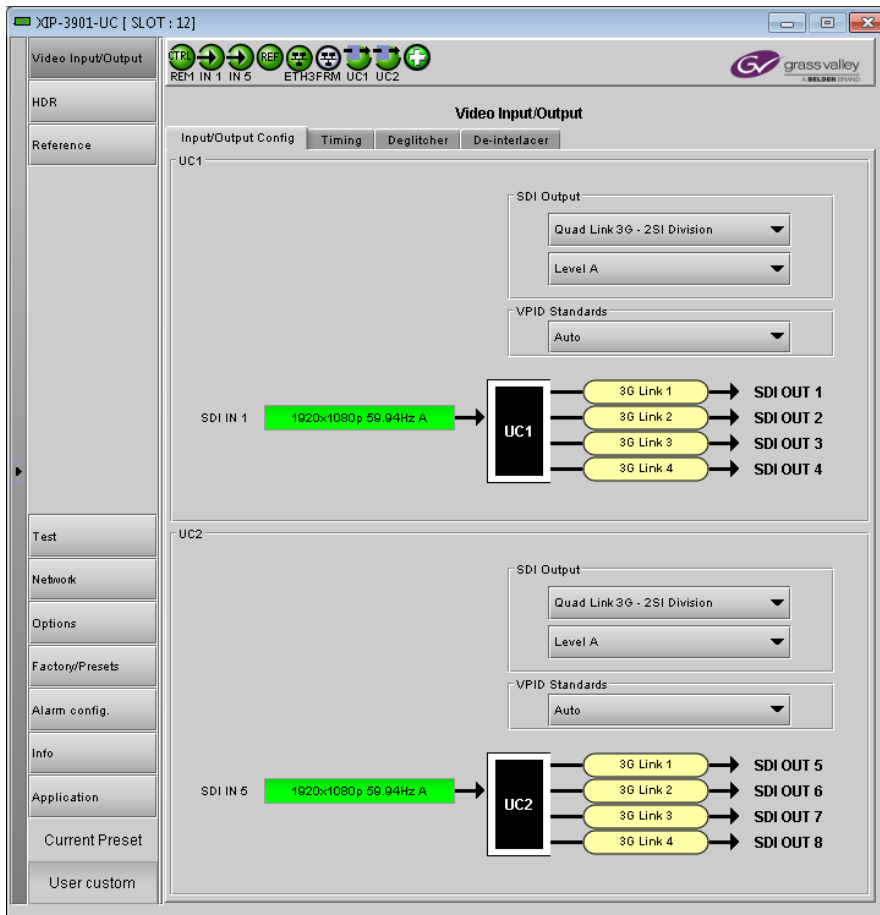 XIP-3901-UC [ SLOT : 12]
Video Input/Output
HDR
Reference
Test
Network
Options
Factory/Presets
Alarm config.
Info
Application
Current Preset
User custom
CTRL REF
REM IN 1 IN 5 ETH3FRM UC1 UC2
GV grass valley
A BELDEN BRAND
Video Input/Output
Input/Output Config Timing Deglitcher De-interlacer
UC1
SDI Output
Quad Link 3G - 2SI Division
Level A
VPID Standards
Auto
SDI IN 1 1920x1080p 59.94Hz A UC1
3G Link 1 SDI OUT 1
3G Link 2 SDI OUT 2
3G Link 3 SDI OUT 3
3G Link 4 SDI OUT 4
UC2
SDI Output
Quad Link 3G - 2SI Division
Level A
VPID Standards
Auto
SDI IN 5 1920x1080p 59.94Hz A UC2
3G Link 1 SDI OUT 5
3G Link 2 SDI OUT 6
3G Link 3 SDI OUT 7
3G Link 4 SDI OUT 8